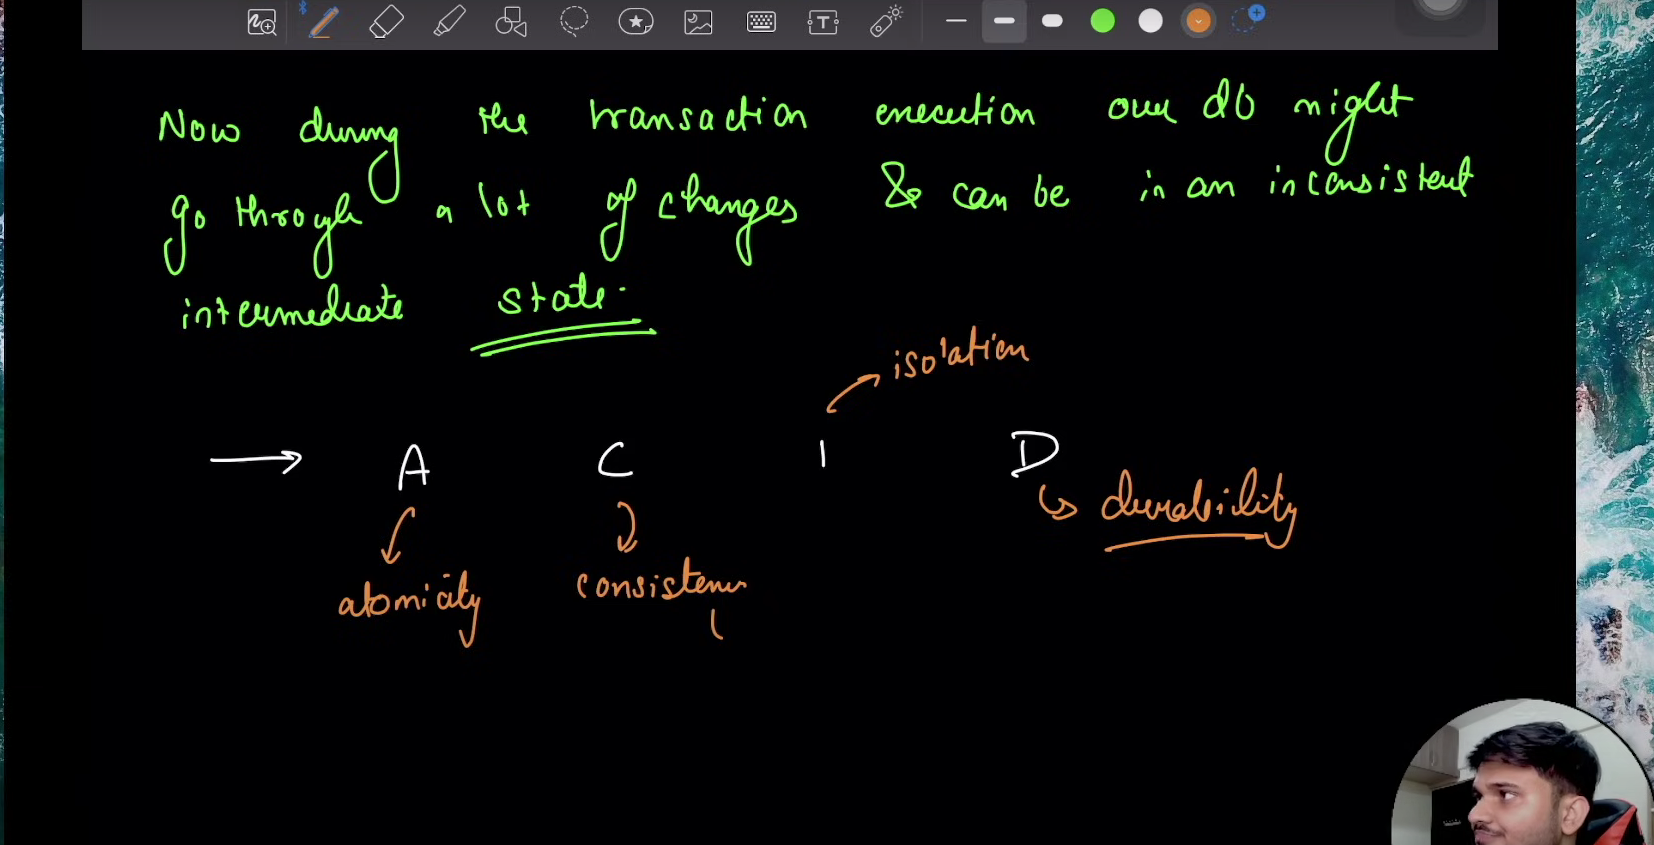 Now during the transaction execution our db might
go through a lot of changes & can be in an inconsistent
intermediate state.
isolation
→ A C I D
durability
atomicity consistency